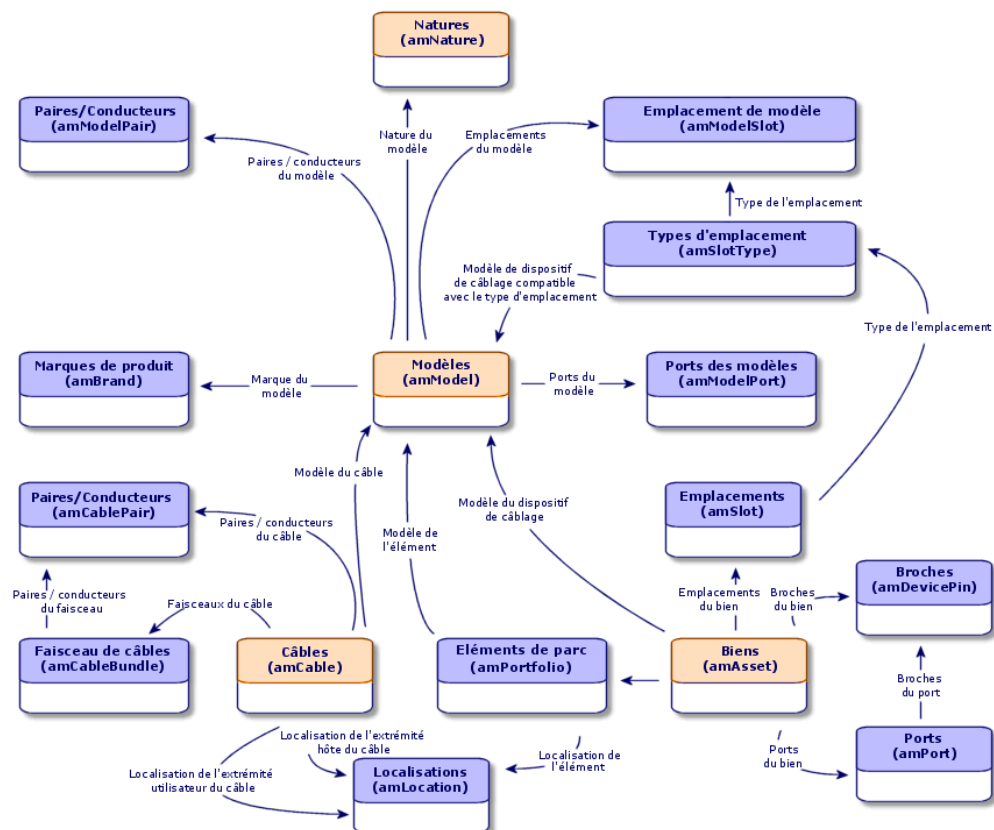 Natures
(amNature)
Paires/Conducteurs
(amModelPair)
Emplacement de modèle
(amModelSlot)
Nature du
modèle
Emplacements
du modèle
Paires / conducteurs
du modèle
Type de l'emplacement
Types d'emplacement
(amSlotType)
Modèle de dispositif
de câblage compatible
avec le type d'emplacement
Type de l'emplacement
Marques de produit
(amBrand)
Marque du
modèle
Modèles
(amModel)
Ports du
modèle
Ports des modèles
(amModelPort)
Modèle du câble
Paires/Conducteurs
(amCablePair)
Paires / conducteurs
du câble
Modèle de
l'élément
Modèle du dispositif
de câblage
Emplacements
(amSlot)
Broches
(amDevicePin)
Paires / conducteurs
du faisceau
Faisceaux du câble
Emplacements
du bien
Broches
du bien
Faisceau de câbles
(amCableBundle)
Câbles
(amCable)
Eléments de parc
(amPortfolio)
Biens
(amAsset)
Broches
du port
Localisation de l'extrémité
hôte du câble
Localisation de l'extrémité
utilisateur du câble
Localisations
(amLocation)
Localisation de
l'élément
Ports
du bien
Ports
(amPort)